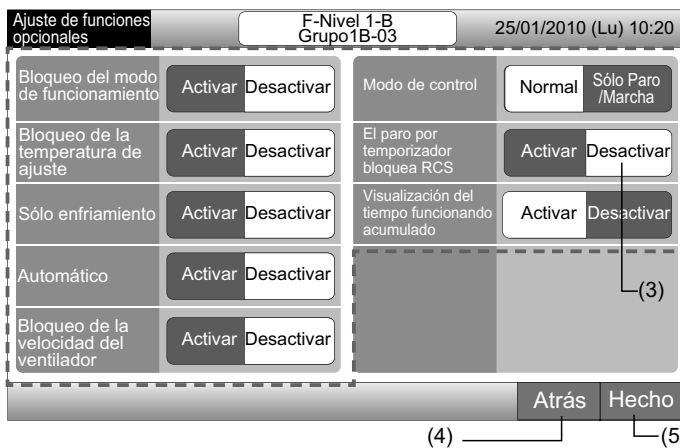 Ajuste de funciones
opcionales
F-Nivel 1-B
Grupo1B-03
25/01/2010 (Lu) 10:20
Bloqueo del modo
de funcionamiento
Activar Desactivar
Bloqueo de la
temperatura de
ajuste
Activar Desactivar
Sólo enfriamiento
Activar Desactivar
Automático
Activar Desactivar
Bloqueo de la
velocidad del
ventilador
Activar Desactivar
Modo de control
Normal
Sólo Paro
/Marcha
El paro por
temporizador
bloquea RCS
Activar Desactivar
Visualización del
tiempo funcionando
acumulado
Activar Desactivar
(3)
Atrás
Hecho
(4)
(5